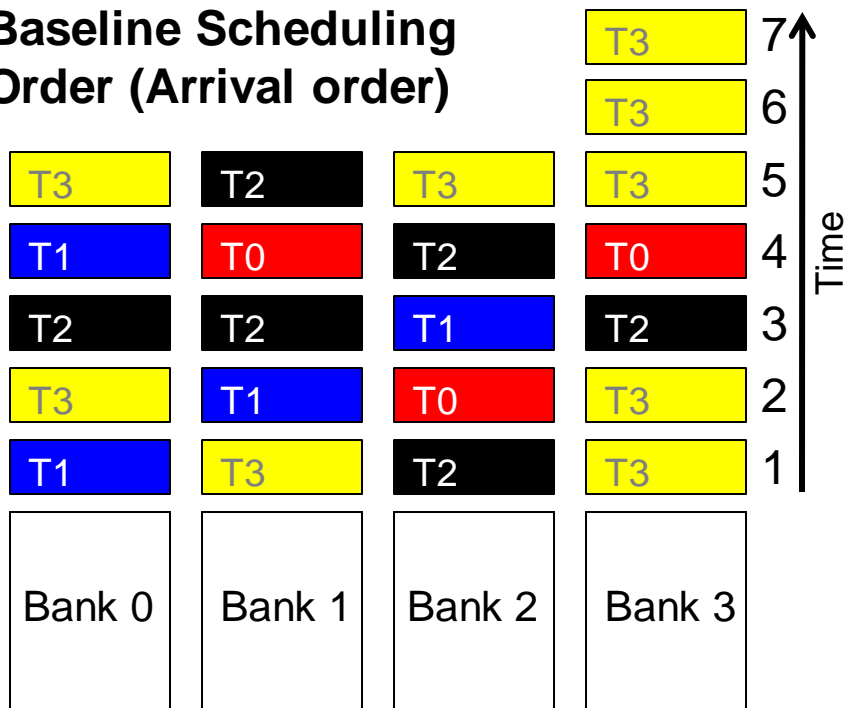 Baseline Scheduling
Order (Arrival order)
T3 7
T3 6
T3 T2 T3 T3 5
T1 T0 T2 T0 4
T2 T2 T1 T2 3
T3 T1 T0 T3 2
T1 T3 T2 T3 1
Time
Bank 0 Bank 1 Bank 2 Bank 3